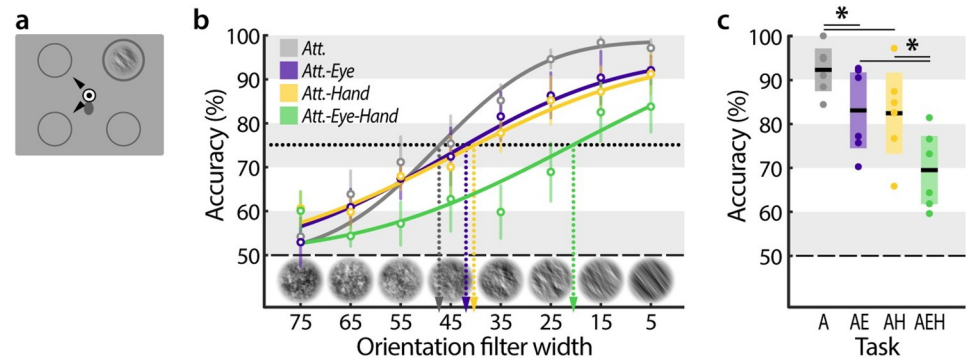 a
b
c
Accuracy (%)
100
90
80
70
60
50
Att.
Att.-Eye
Att.-Hand
Att.-Eye-Hand
75 65 55 45 35 25 15 5
Orientation filter width
Accuracy (%)
100
90
80
70
60
50
*
*
A AE AH AEH
Task